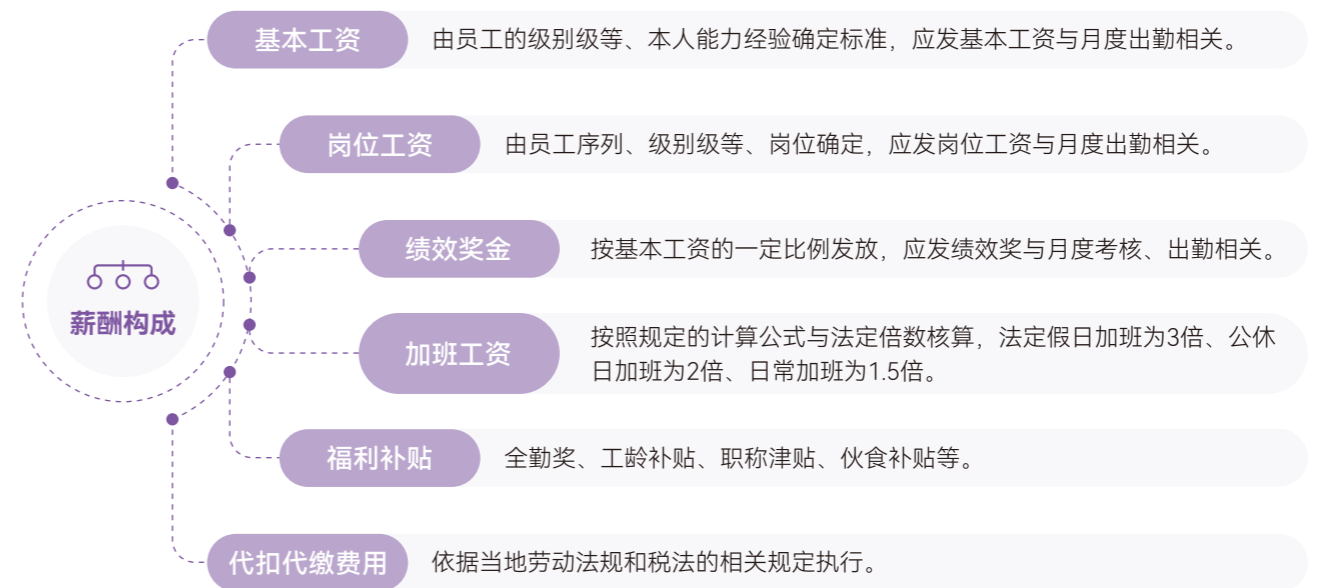 基本工资
由员工的级别级等、本人能力经验确定标准，应发基本工资与月度出勤相关。
岗位工资
由员工序列、级别级等、岗位确定，应发岗位工资与月度出勤相关。
绩效奖金
按基本工资的一定比例发放，应发绩效奖与月度考核、出勤相关。
薪酬构成
加班工资
按照规定的计算公式与法定倍数核算，法定假日加班为3倍、公休
日加班为2倍、日常加班为1.5倍。
福利补贴
全勤奖、工龄补贴、职称津贴、伙食补贴等。
代扣代缴费用
依据当地劳动法规和税法的相关规定执行。